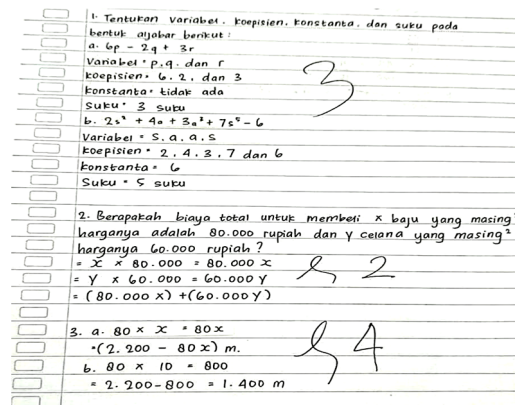 1. Tentukan variabel. koepisien. konstanta. dan suku pada
bentuk aljabar berikut :
a. 6p - 2q + 3r
Variabel = p. q. dan r
koepisien = 6. 2. dan 3
konstanta = tidak ada
suku = 3 suku
b. 2s² + 4a + 3a² + 7s⁵ - 6
Variabel = s. a. a. s
koepisien = 2. 4. 3. 7 dan 6
konstanta = 6
Suku = 5 suku
3
2. Berapakah biaya total untuk membeli x baju yang masing²
harganya adalah 80.000 rupiah dan y celana yang masing²
harganya 60.000 rupiah ?
= x × 80.000 = 80.000 x
= y × 60.000 = 60.000 y
= (80.000 x) + (60.000 y)
2
3. a. 80 × x = 80x
=(2.200 - 80x) m.
b. 80 × 10 = 800
= 2.200-800 = 1.400 m
4